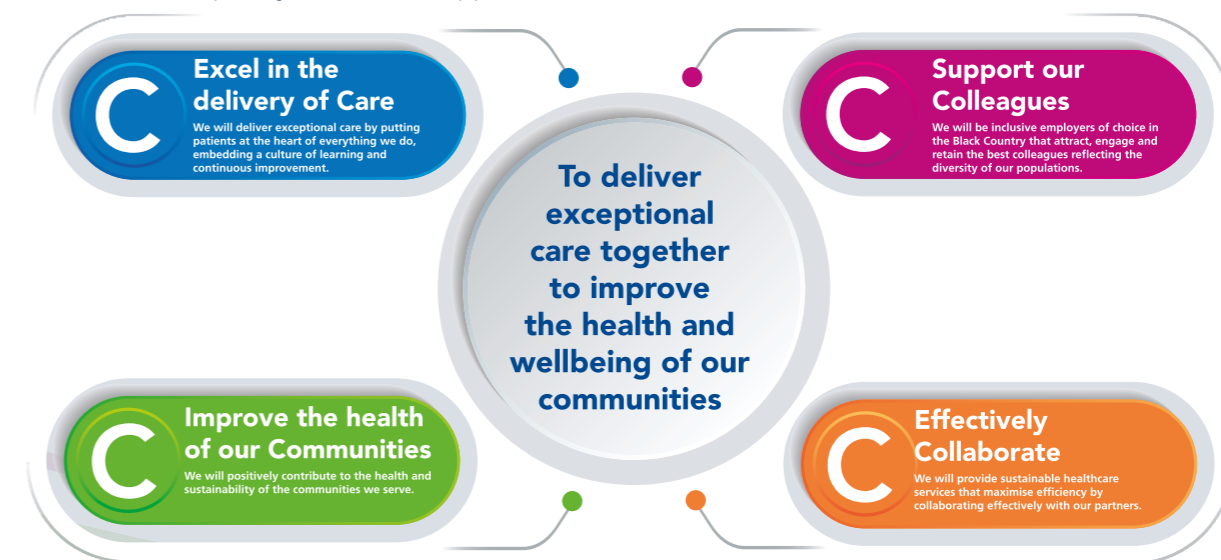 C
Excel in the
delivery of Care
We will deliver exceptional care by putting
patients at the heart of everything we do,
embedding a culture of learning and
continuous improvement.
C
Support our
Colleagues
We will be inclusive employers of choice in
the Black Country that attract, engage and
retain the best colleagues reflecting the
diversity of our populations.
To deliver
exceptional
care together
to improve
the health and
wellbeing of our
communities
C
Improve the health
of our Communities
We will positively contribute to the health and
sustainability of the communities we serve.
C
Effectively
Collaborate
We will provide sustainable healthcare
services that maximise efficiency by
collaborating effectively with our partners.